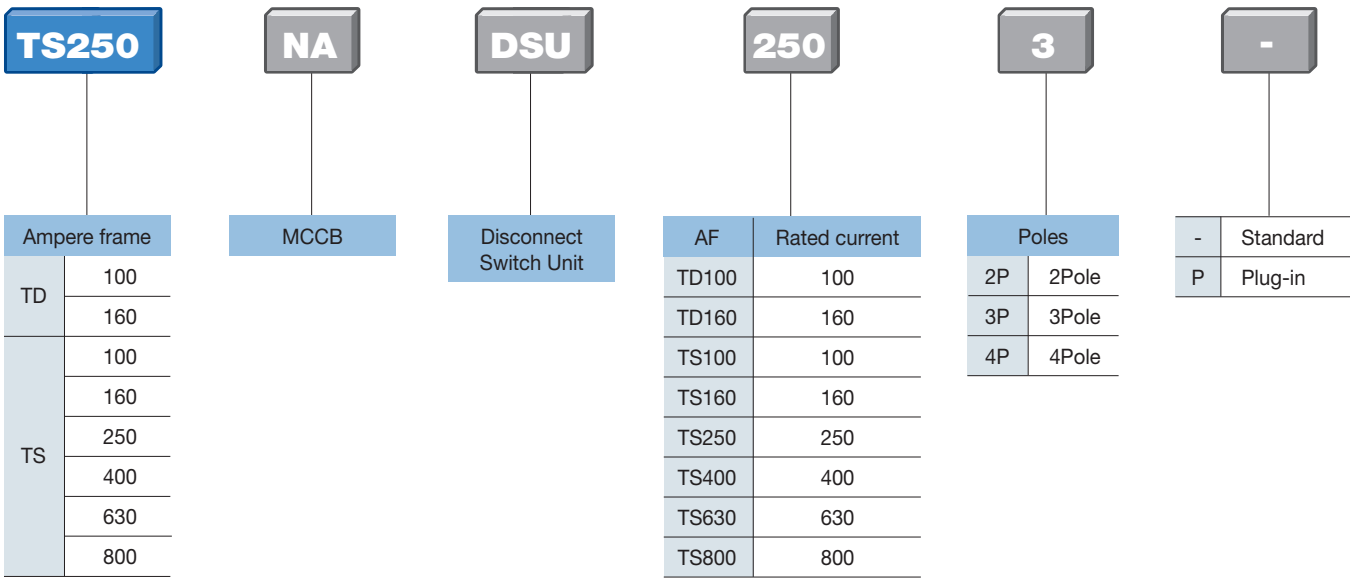 TS250 NA DSU 250 3 -
Ampere frame
TD 100
160
TS 100
160
250
400
630
800
MCCB
Disconnect
Switch Unit
AF Rated current
TD100 100
TD160 160
TS100 100
TS160 160
TS250 250
TS400 400
TS630 630
TS800 800
Poles
2P 2Pole
3P 3Pole
4P 4Pole
- Standard
P Plug-in